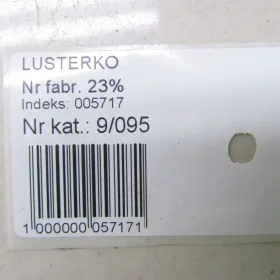 LUSTERKO
Nr fabr. 23%
Indeks: 005717
Nr kat.: 9/095
1 000000 057171